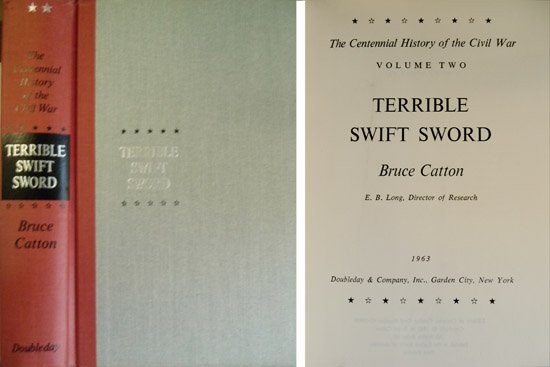 The
Centennial
History
of the
Civil War
TERRIBLE
SWIFT
SWORD
Bruce
Catton
Doubleday
TERRIBLE
SWIFT
SWORD
The Centennial History of the Civil War
VOLUME TWO
TERRIBLE
SWIFT SWORD
Bruce Catton
E. B. Long, Director of Research
1963
Doubleday & Company, Inc., Garden City, New York